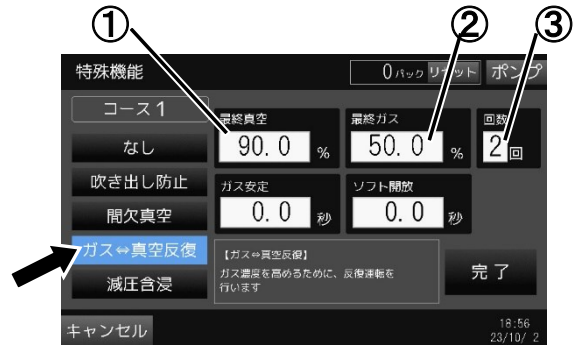 ① ② ③
特殊機能 0パック リセット ポンプ
コース1
なし
吹き出し防止
間欠真空
ガス⇔真空反復
減圧含浸
最終真空 最終ガス 回数
90.0 % 50.0 % 2回
ガス安定 ソフト開放
0.0 秒 0.0 秒
【ガス⇔真空反復】
ガス濃度を高めるために、反復運転を
行います
完了
キャンセル
18:56
23/10/ 2